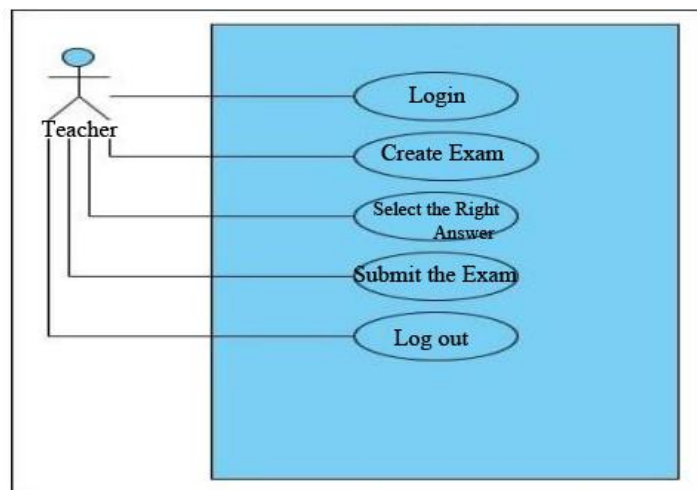 Teacher
Login
Create Exam
Select the Right
Answer
Submit the Exam
Log out